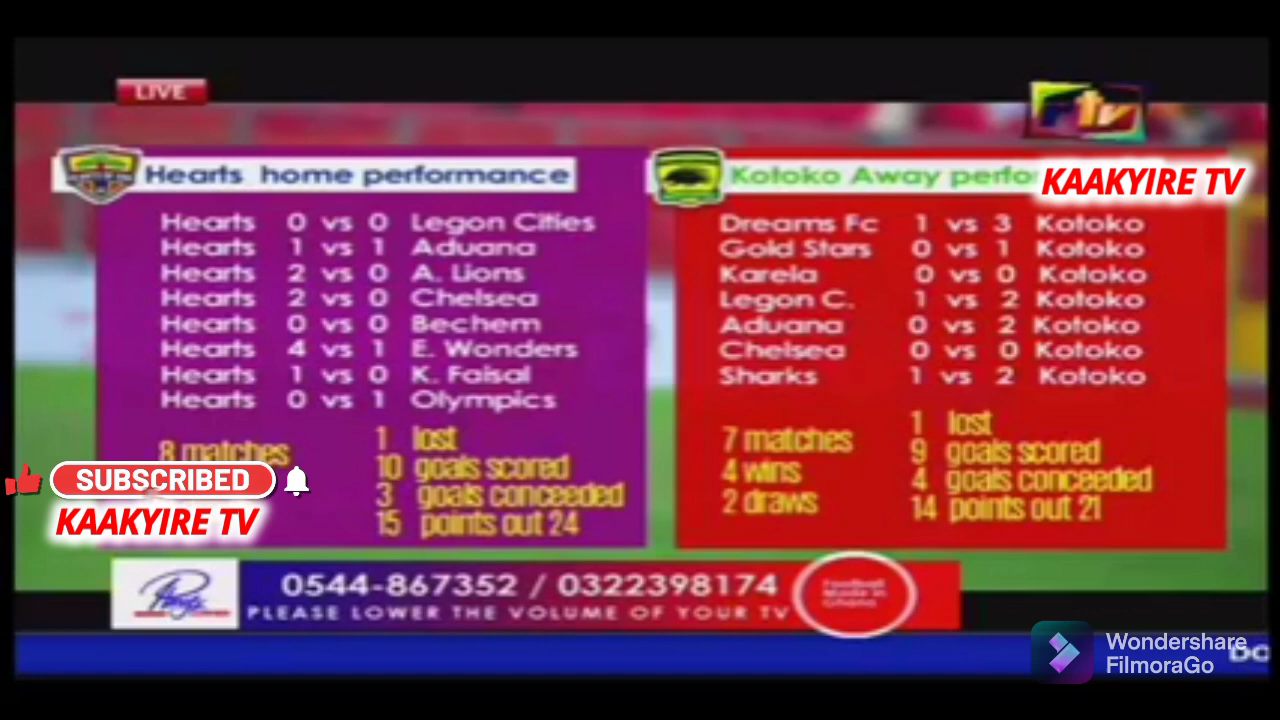 LIVE
ftv
KAAKYIRE TV
Hearts home performance
Hearts 0 vs 0 Legon Cities
Hearts 1 vs 1 Aduana
Hearts 2 vs 0 A. Lions
Hearts 2 vs 0 Chelsea
Hearts 0 vs 0 Bechem
Hearts 4 vs 1 E. Wonders
Hearts 1 vs 0 K. Faisal
Hearts 0 vs 1 Olympics
8 matches
1 lost
10 goals scored
3 goals conceeded
15 points out 24
Kotoko Away perfo
Dreams Fc 1 vs 3 Kotoko
Gold Stars 0 vs 1 Kotoko
Karela 0 vs 0 Kotoko
Legon C. 1 vs 2 Kotoko
Aduana 0 vs 2 Kotoko
Chelsea 0 vs 0 Kotoko
Sharks 1 vs 2 Kotoko
7 matches
4 wins
2 draws
1 lost
9 goals scored
4 goals conceeded
14 points out 21
SUBSCRIBED
KAAKYIRE TV
0544-867352 / 0322398174
PLEASE LOWER THE VOLUME OF YOUR TV
Football
Made in
Ghana
Wondershare
FilmoraGo